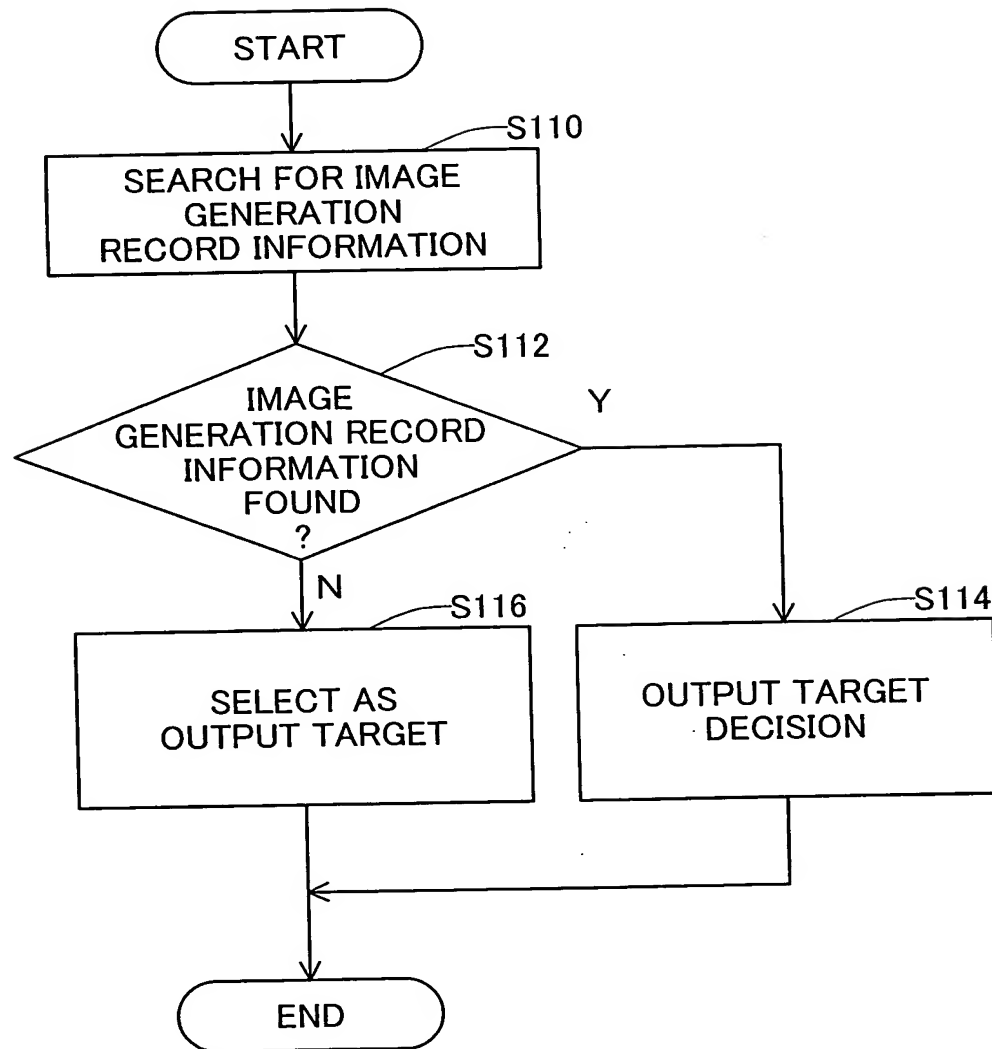 START
S110
SEARCH FOR IMAGE
GENERATION
RECORD INFORMATION
S112
IMAGE
GENERATION RECORD
INFORMATION
FOUND
?
Y
N
S116
SELECT AS
OUTPUT TARGET
S114
OUTPUT TARGET
DECISION
END